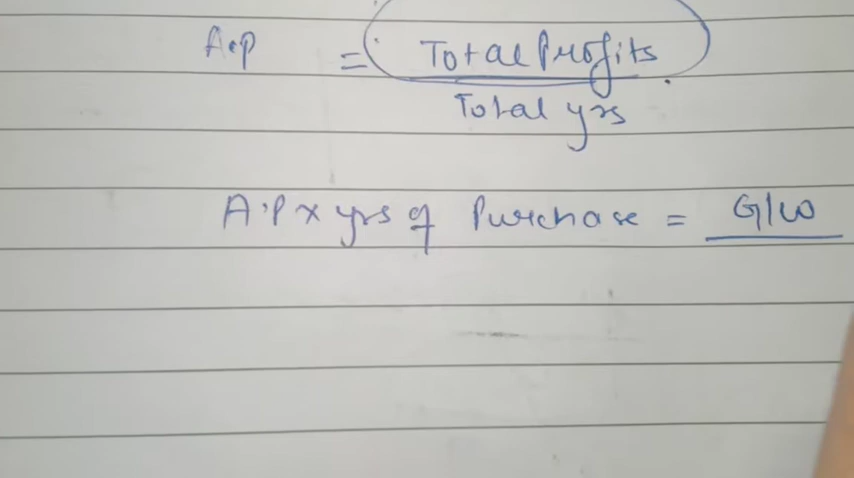 A.P = Total Profits
Total yrs
A.P x yrs of Purchase = G/W